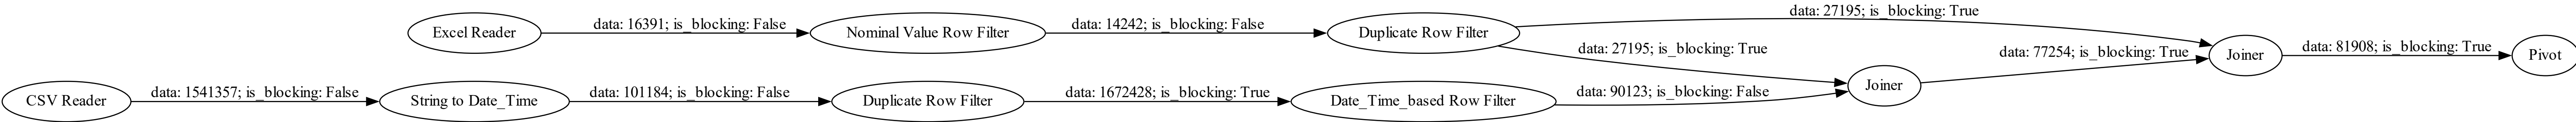 data: 27195; is_blocking: True
Excel Reader
data: 16391; is_blocking: False
Nominal Value Row Filter
data: 14242; is_blocking: False
Duplicate Row Filter
data: 27195; is_blocking: True
data: 77254; is_blocking: True
Joiner
data: 81908; is_blocking: True
Pivot
CSV Reader
data: 1541357; is_blocking: False
String to Date_Time
data: 101184; is_blocking: False
Duplicate Row Filter
data: 1672428; is_blocking: True
Date_Time_based Row Filter
data: 90123; is_blocking: False
Joiner